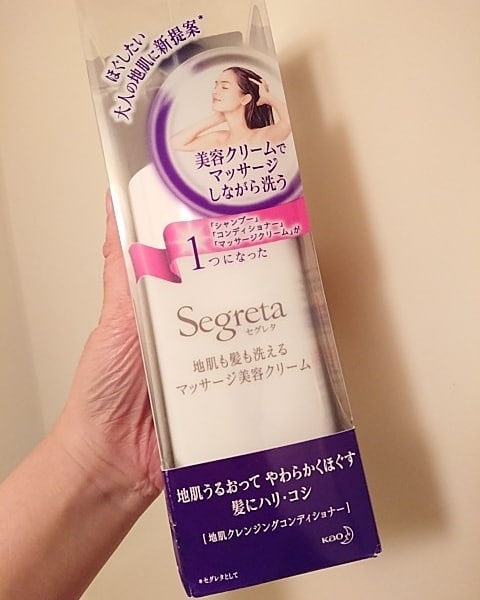 ほぐしたい
大人の地肌に新提案*
美容クリームで
マッサージ
しながら洗う
「シャンプー」
「コンディショナー」
「マッサージクリーム」が
1つになった
Segreta
セグレタ
地肌も髪も洗える
マッサージ美容クリーム
地肌うるおって やわらかくほぐす
髪にハリ・コシ
[地肌クレンジングコンディショナー]
kao
*セグレタとして